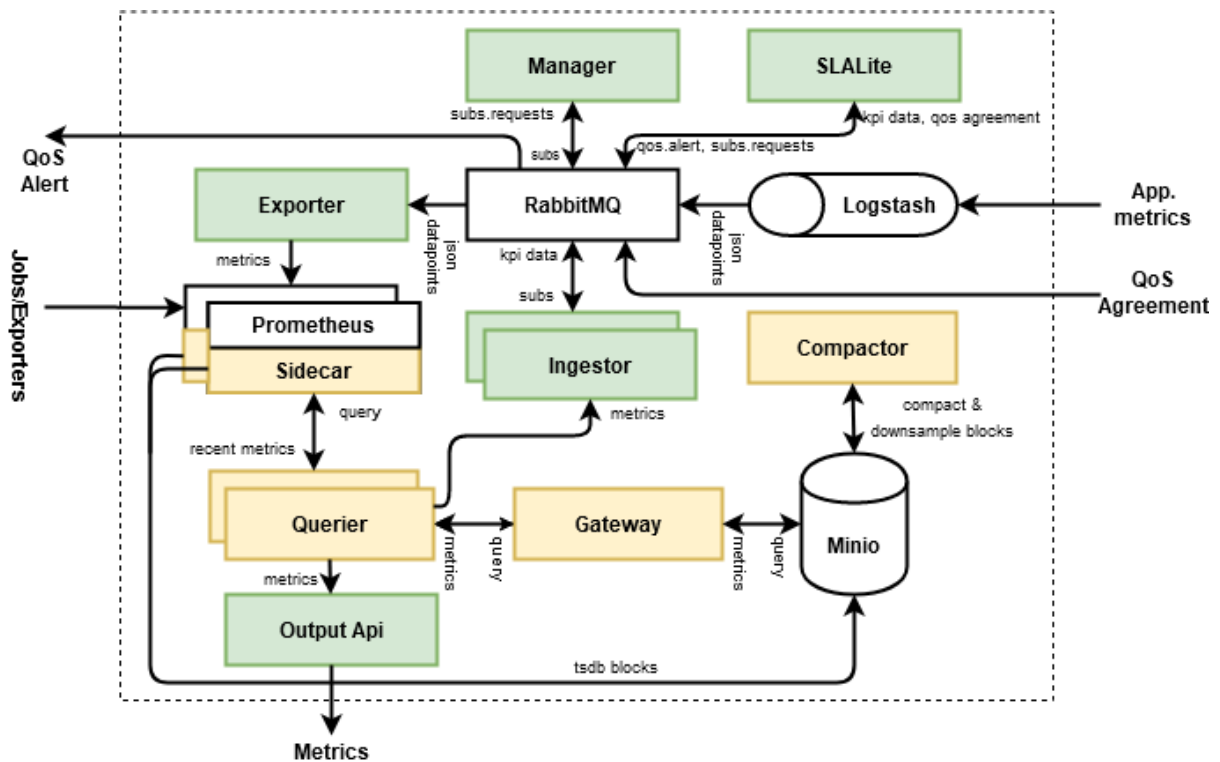 Manager
SLALite
subs.requests
kpi data, qos agreement
qos.alert, subs.requests
subs
QoS
Alert
Exporter
RabbitMQ
Logstash
App.
metrics
json
datapoints
json
datapoints
metrics
kpi data
subs
QoS
Agreement
Jobs/Exporters
Prometheus
Sidecar
Ingestor
Compactor
query
metrics
compact &
downsample blocks
recent metrics
Querier
Gateway
Minio
metrics
query
metrics
query
metrics
Output Api
tsdb blocks
Metrics